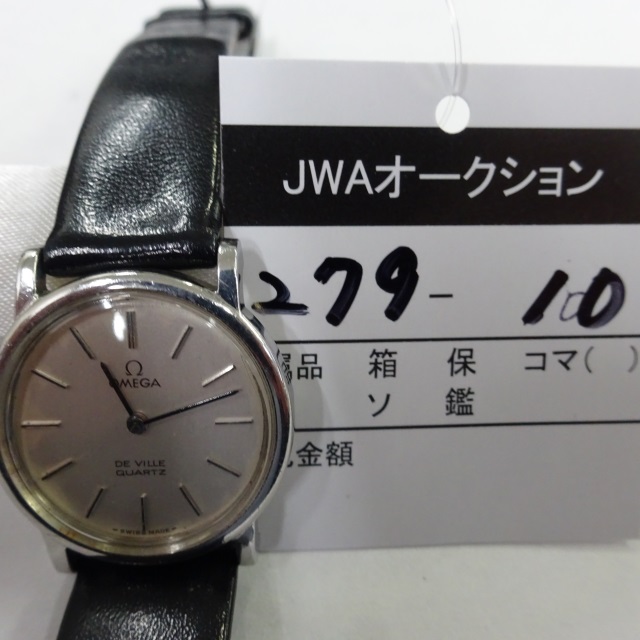 JWAオークション
279-10
品 箱 保 コマ( )
ソ 鑑
金額
Ω
OMEGA
DE VILLE
QUARTZ